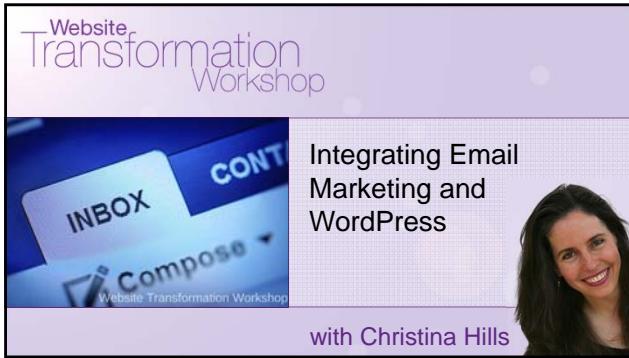 Website
Transformation
Workshop
INBOX
CONT
Compose
Website Transformation Workshop
Integrating Email
Marketing and
WordPress
with Christina Hills